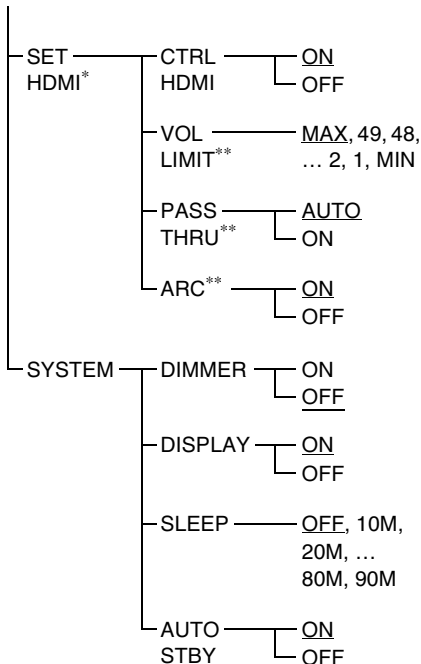 SET HDMI*
CTRL HDMI
ON
OFF
VOL LIMIT**
MAX, 49, 48,
… 2, 1, MIN
PASS THRU**
AUTO
ON
ARC**
ON
OFF
SYSTEM
DIMMER
ON
OFF
DISPLAY
ON
OFF
SLEEP
OFF, 10M,
20M, …
80M, 90M
AUTO STBY
ON
OFF